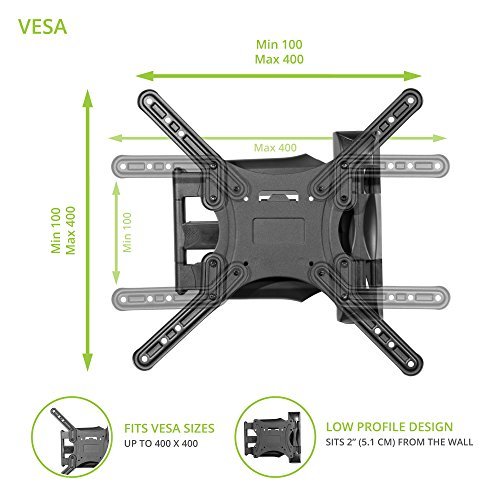 VESA
Min 100
Max 400
Max 400
Min 100
Max 400
Min 100
FITS VESA SIZES
UP TO 400 X 400
LOW PROFILE DESIGN
SITS 2” (5.1 CM) FROM THE WALL